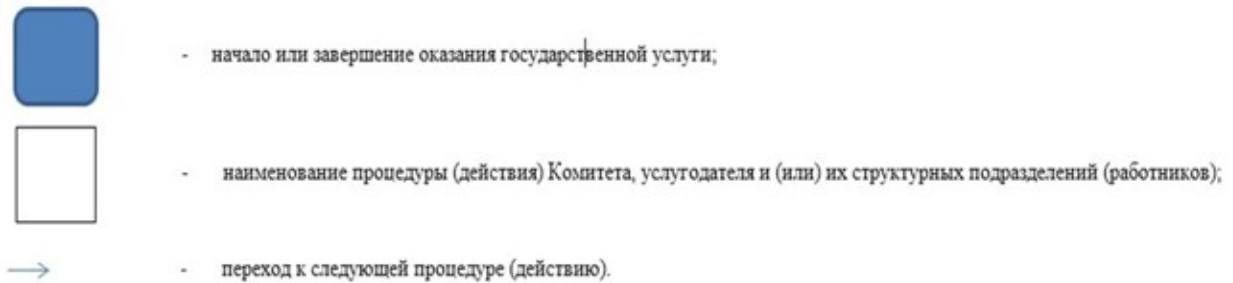 - начало или завершение оказания государственной услуги;
- наименование процедуры (действия) Комитета, услугодателя и (или) их структурных подразделений (работников);
- переход к следующей процедуре (действию).